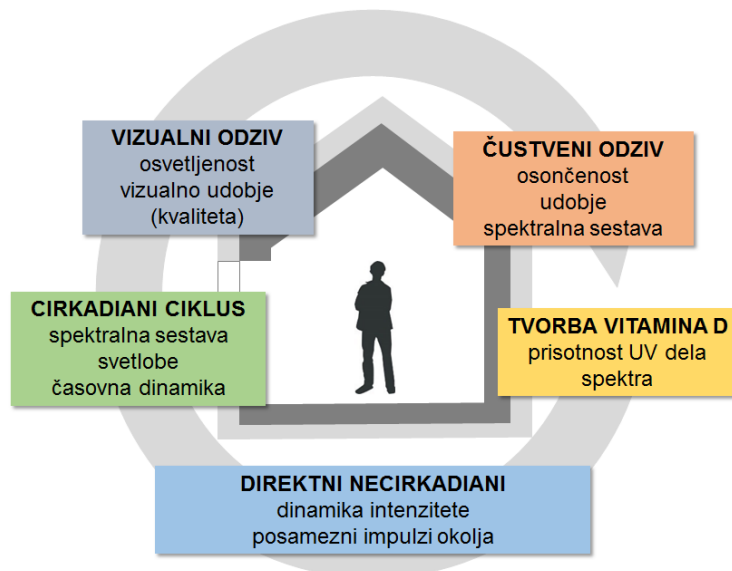 VIZUALNI ODZIV
osvetljenost
vizualno udobje
(kvaliteta)
ČUSTVENI ODZIV
osončenost
udobje
spektralna sestava
CIRKADIANI CIKLUS
spektralna sestava
svetlobe
časovna dinamika
TVORBA VITAMINA D
prisotnost UV dela
spektra
DIREKTNI NECIRKADIANI
dinamika intenzitete
posamezni impulzi okolja